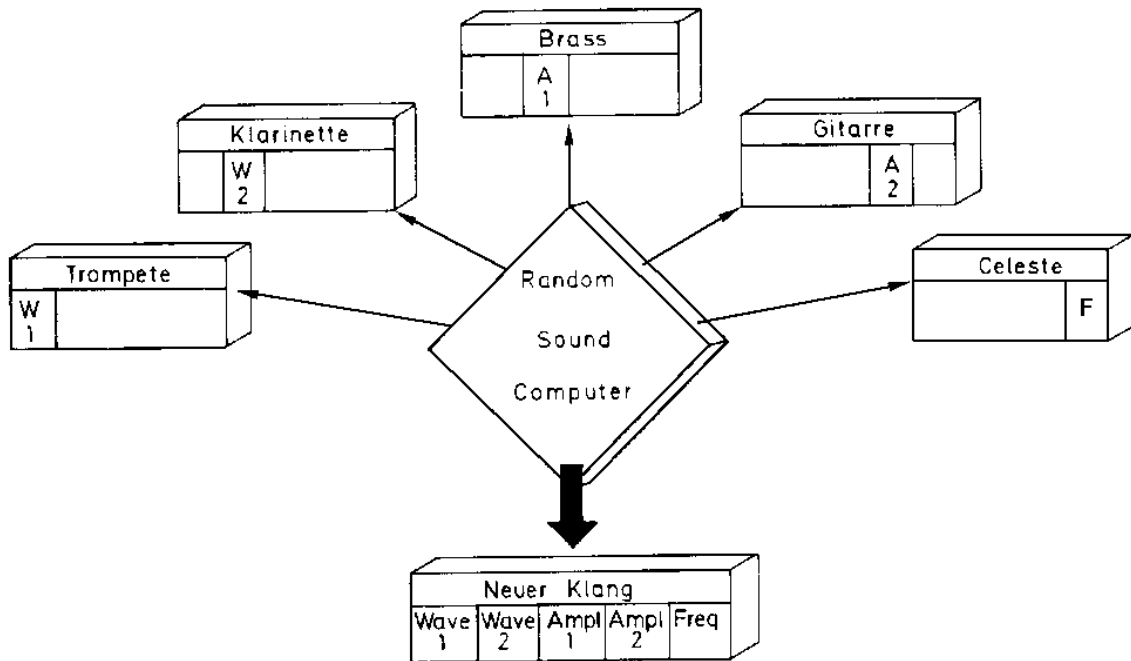 Brass
A
1
Klarinette
W
2
Gitarre
A
2
Trompete
W
1
Celeste
F
Random
Sound
Computer
Neuer Klang
Wave Wave Ampl Ampl Freq
1 2 1 2